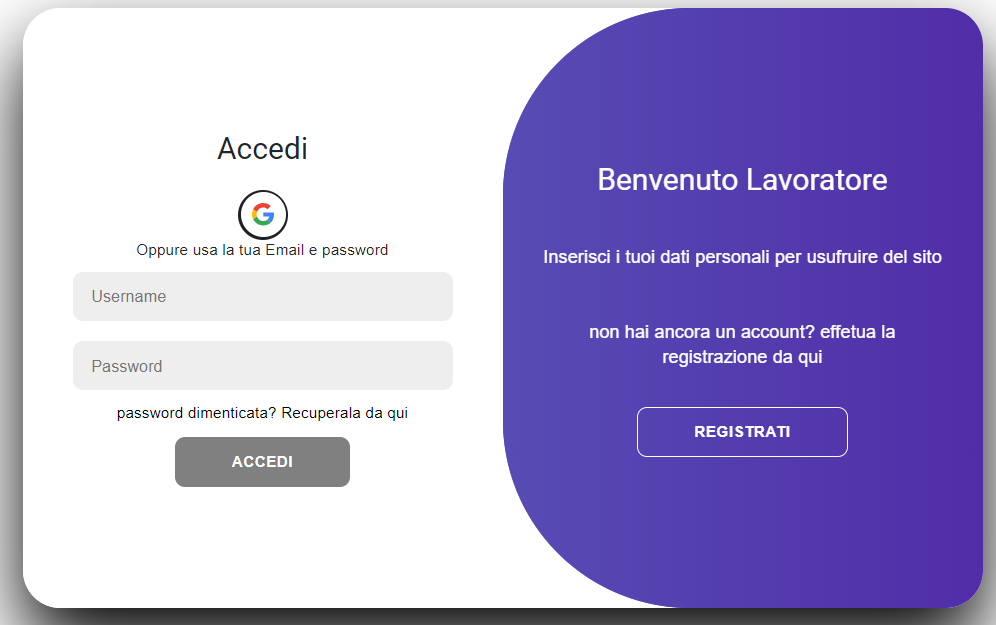 Accedi
Oppure usa la tua Email e password
Username
Password
password dimenticata? Recuperala da qui
ACCEDI
Benvenuto Lavoratore
Inserisci i tuoi dati personali per usufruire del sito
non hai ancora un account? effetua la
registrazione da qui
REGISTRATI